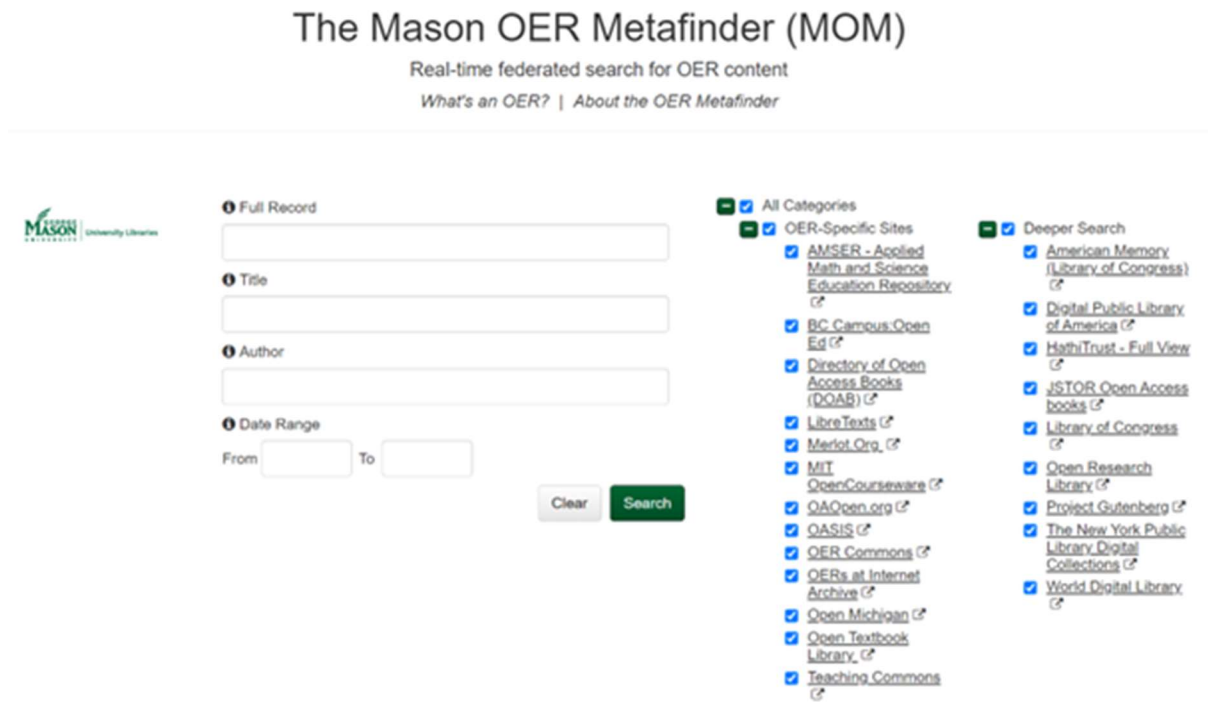 The Mason OER Metafinder (MOM)
Real-time federated search for OER content
What's an OER? | About the OER Metafinder
GEORGE
MASON
UNIVERSITY
University Libraries
Full Record
Title
Author
Date Range
From To
Clear Search
All Categories
OER-Specific Sites
AMSER - Applied
Math and Science
Education Repository
BC Campus:Open
Ed
Directory of Open
Access Books
(DOAB)
LibreTexts
Merlot.Org
MIT
OpenCourseware
OAOpen.org
OASIS
OER Commons
OERs at Internet
Archive
Open Michigan
Open Textbook
Library
Teaching Commons
Deeper Search
American Memory
(Library of Congress)
Digital Public Library
of America
HathiTrust - Full View
JSTOR Open Access
books
Library of Congress
Open Research
Library
Project Gutenberg
The New York Public
Library Digital
Collections
World Digital Library